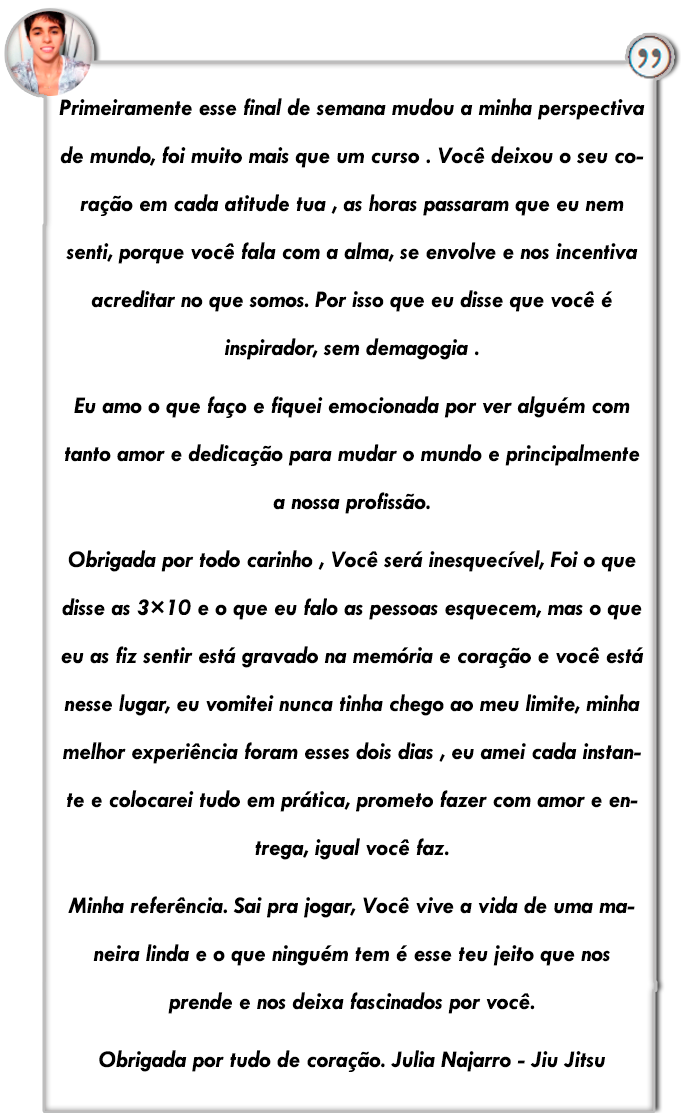 ”
Primeiramente esse final de semana mudou a minha perspectiva
de mundo, foi muito mais que um curso . Você deixou o seu co-
ração em cada atitude tua , as horas passaram que eu nem
senti, porque você fala com a alma, se envolve e nos incentiva
acreditar no que somos. Por isso que eu disse que você é
inspirador, sem demagogia .
Eu amo o que faço e fiquei emocionada por ver alguém com
tanto amor e dedicação para mudar o mundo e principalmente
a nossa profissão.
Obrigada por todo carinho , Você será inesquecível, Foi o que
disse as 3×10 e o que eu falo as pessoas esquecem, mas o que
eu as fiz sentir está gravado na memória e coração e você está
nesse lugar, eu vomitei nunca tinha chego ao meu limite, minha
melhor experiência foram esses dois dias , eu amei cada instan-
te e colocarei tudo em prática, prometo fazer com amor e en-
trega, igual você faz.
Minha referência. Sai pra jogar, Você vive a vida de uma ma-
neira linda e o que ninguém tem é esse teu jeito que nos
prende e nos deixa fascinados por você.
Obrigada por tudo de coração. Julia Najarro - Jiu Jitsu